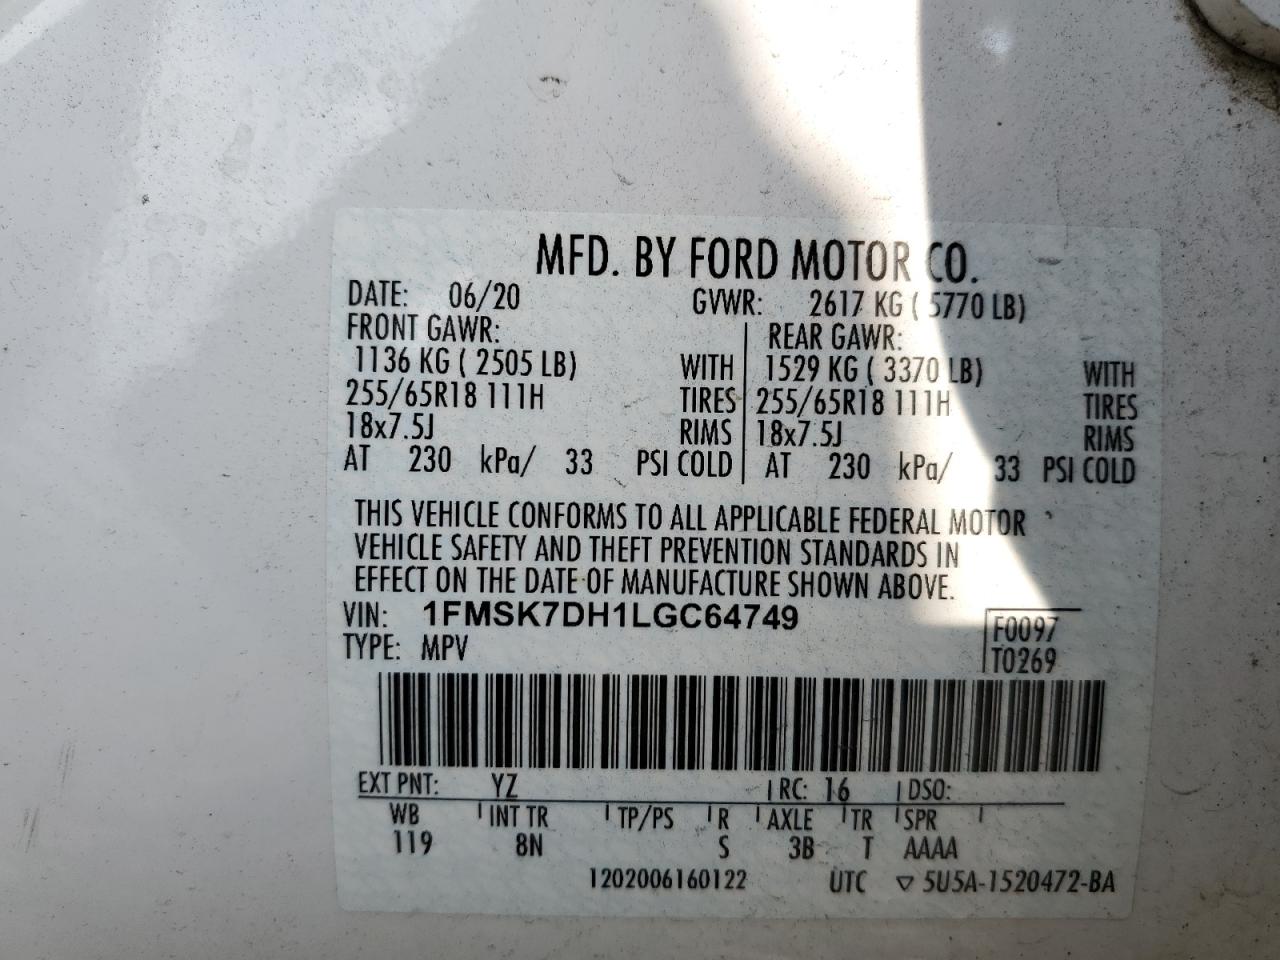 MFD. BY FORD MOTOR CO.
DATE: 06/20 GVWR: 2617 KG ( 5770 LB)
FRONT GAWR: REAR GAWR:
1136 KG ( 2505 LB) WITH 1529 KG ( 3370 LB) WITH
255/65R18 111H TIRES 255/65R18 111H TIRES
18x7.5J RIMS 18x7.5J RIMS
AT 230 kPa/ 33 PSI COLD AT 230 kPa/ 33 PSI COLD
THIS VEHICLE CONFORMS TO ALL APPLICABLE FEDERAL MOTOR
VEHICLE SAFETY AND THEFT PREVENTION STANDARDS IN
EFFECT ON THE DATE OF MANUFACTURE SHOWN ABOVE.
VIN: 1FMSK7DH1LGC64749 F0097
TYPE: MPV T0269
EXT PNT: YZ RC: 16 DSO:
WB INT TR TP/PS R AXLE TR SPR
119 8N S 3B T AAAA
1202006160122 UTC ▽ 5U5A-1520472-BA